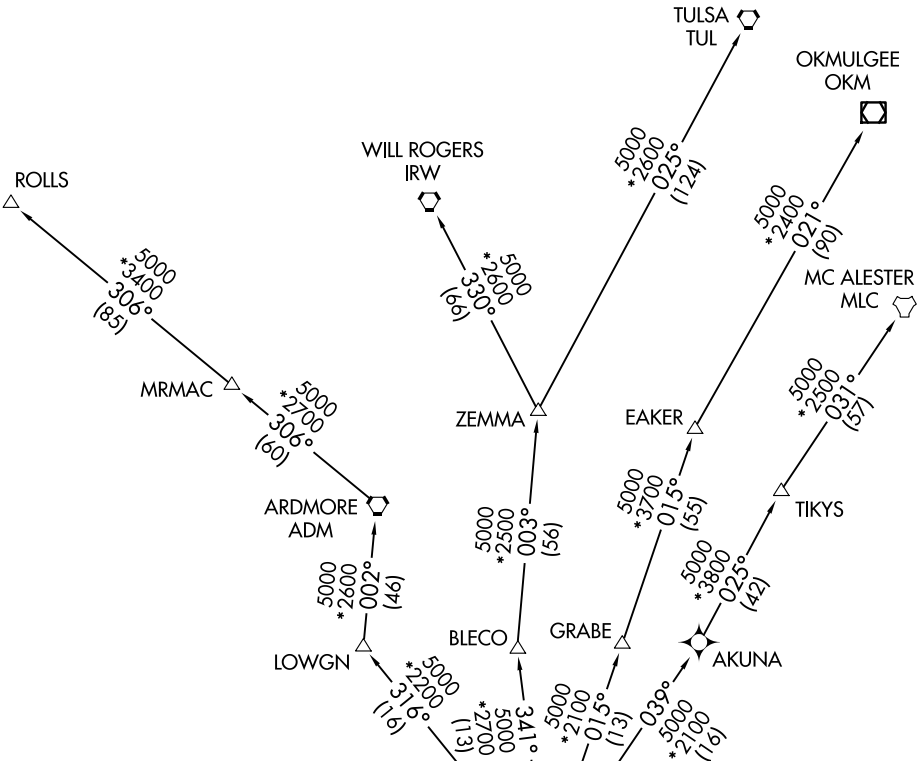 TULSA
TUL
OKMULGEE
OKM
WILL ROGERS
IRW
ROLLS
5000
*2600
025°
(124)
5000
*2400
021°
(90)
5000
*3400
306°
(85)
5000
*2600
330°
(66)
MC ALESTER
MLC
MRMAC
5000
*2700
306°
(60)
ZEMMA
EAKER
5000
*2500
031°
(57)
ARDMORE
ADM
5000
*2500
003°
(56)
5000
*3700
015°
(55)
TIKYS
5000
*2600
002°
(46)
5000
*3800
025°
(42)
LOWGN
BLECO
GRABE
AKUNA
5000
*2200
316°
(16)
341°
5000
*2700
(13)
5000
*2100
015°
(13)
039°
5000
*2100
(16)